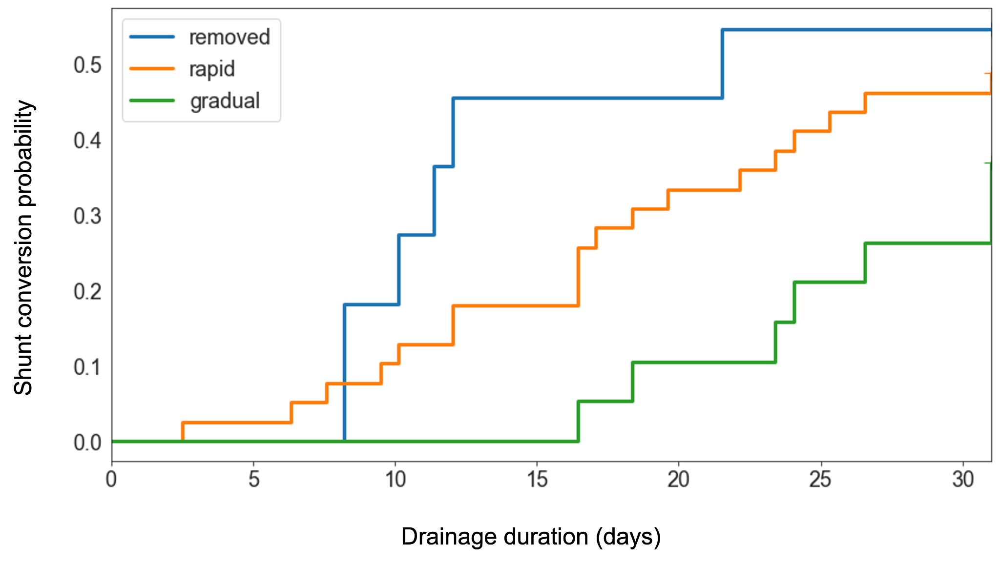 removed
rapid
gradual
0.5
0.4
0.3
0.2
0.1
0.0
Shunt conversion probability
0 5 10 15 20 25 30
Drainage duration (days)